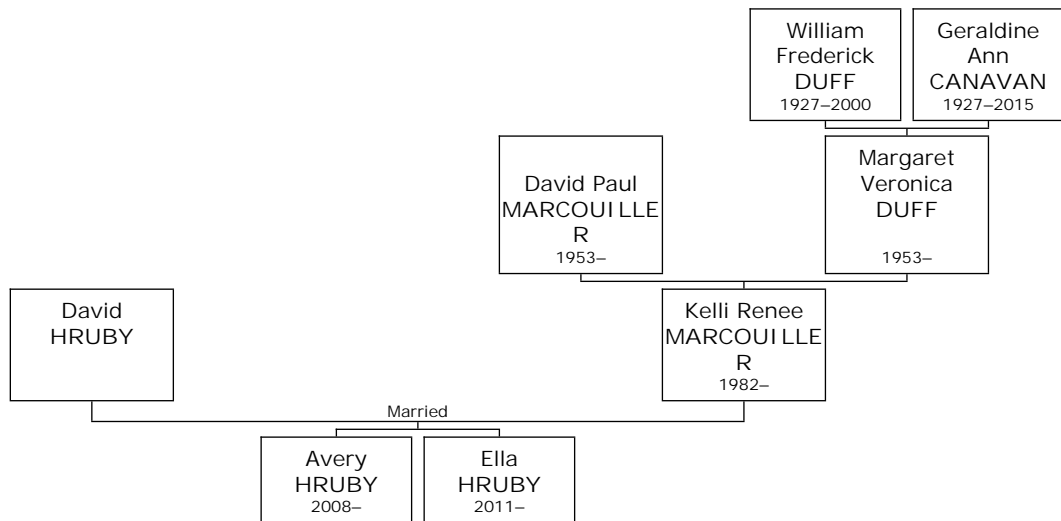 William
Frederick
DUFF
1927–2000
Geraldine
Ann
CANAVAN
1927–2015
David Paul
MARCOUILLE
R
1953–
Margaret
Veronica
DUFF
1953–
David
HRUBY
Kelli Renee
MARCOUILLE
R
1982–
Married
Avery
HRUBY
2008–
Ella
HRUBY
2011–